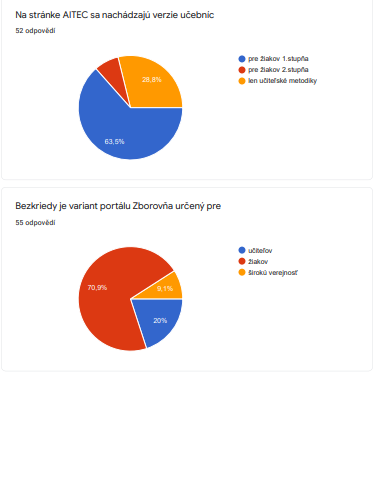 Na stránke AITEC sa nachádzajú verzie učebníc
52 odpovědí
pre žiakov 1.stupňa
pre žiakov 2.stupňa
len učiteľské metodiky
28,8%
63,5%
Bezkriedy je variant portálu Zborovňa určený pre
55 odpovědí
učiteľov
žiakov
širokú verejnosť
70,9%
9,1%
20%